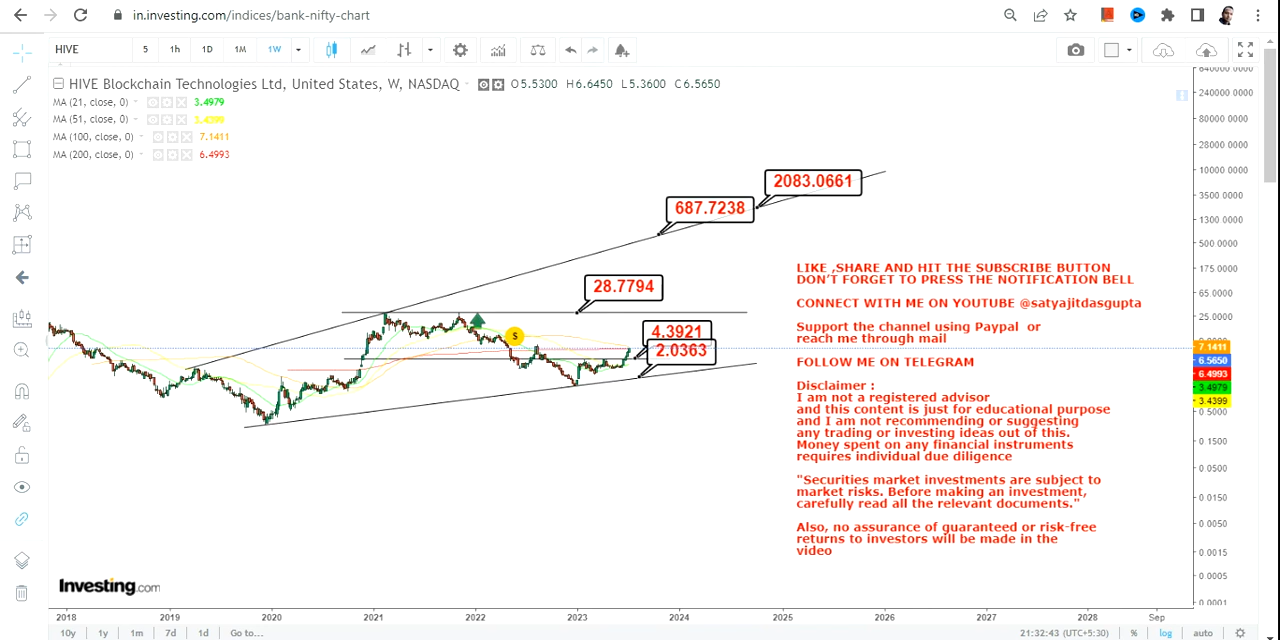 in.investing.com/indices/bank-nifty-chart
HIVE 5 1h 1D 1M 1W
HIVE Blockchain Technologies Ltd, United States, W, NASDAQ O5.5300 H6.6450 L5.3600 C6.5650
MA (21, close, 0) 3.4979
MA (51, close, 0) 3.4399
MA (100, close, 0) 7.1411
MA (200, close, 0) 6.4993
2083.0661
687.7238
28.7794
4.3921
2.0363
S
LIKE ,SHARE AND HIT THE SUBSCRIBE BUTTON
DON'T FORGET TO PRESS THE NOTIFICATION BELL
CONNECT WITH ME ON YOUTUBE @satyajitdasgupta
Support the channel using Paypal or
reach me through mail
FOLLOW ME ON TELEGRAM
Disclaimer :
I am not a registered advisor
and this content is just for educational purpose
and I am not recommending or suggesting
any trading or investing ideas out of this.
Money spent on any financial instruments
requires individual due diligence
"Securities market investments are subject to
market risks. Before making an investment,
carefully read all the relevant documents."
Also, no assurance of guaranteed or risk-free
returns to investors will be made in the
video
240000.0000
80000.0000
28000.0000
10000.0000
3500.0000
1300.0000
500.0000
175.0000
65.0000
25.0000
7.1411
6.5650
6.4993
3.4979
3.4399
0.5000
0.1500
0.0500
0.0150
0.0050
0.0015
0.0005
0.0001
Investing.com
2018 2019 2020 2021 2022 2023 2024 2025 2026 2027 2028 Sep
10y 1y 1m 7d 1d Go to... 21:32:43 (UTC+5:30) % log auto